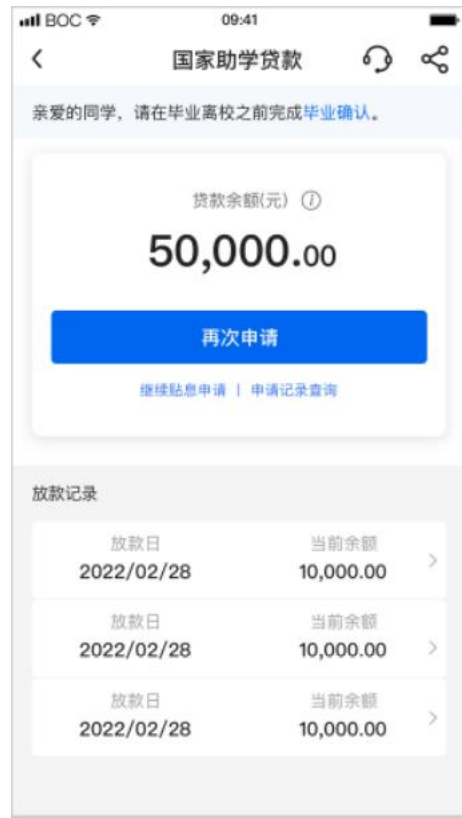 BOC 09:41
国家助学贷款
亲爱的同学，请在毕业离校之前完成毕业确认。
贷款余额(元)
50,000.00
再次申请
继续贴息申请 | 申请记录查询
放款记录
放款日 当前余额
2022/02/28 10,000.00
放款日 当前余额
2022/02/28 10,000.00
放款日 当前余额
2022/02/28 10,000.00